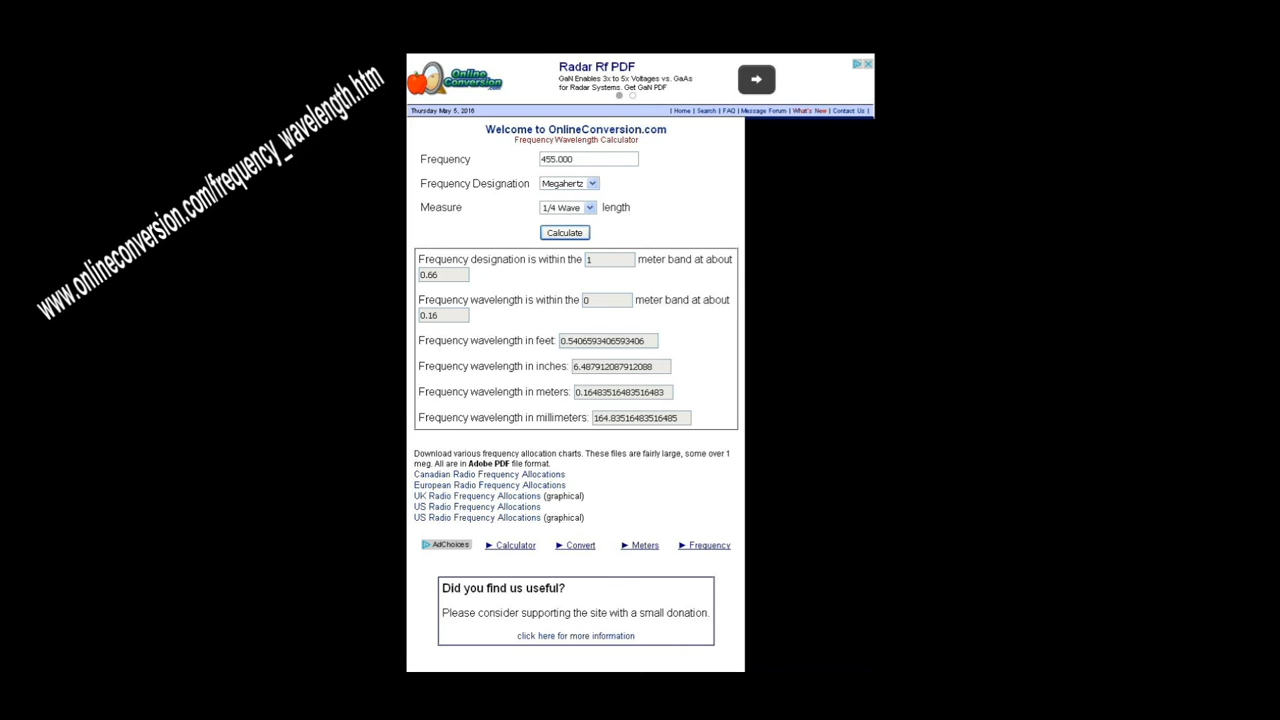 www.onlineconversion.com/frequency_wavelength.htm
Online
Conversion
.com
Radar Rf PDF
GaN Enables 3x to 5x Voltages vs. GaAs
for Radar Systems. Get GaN PDF
Thursday May 5, 2016
| Home | Search | FAQ | Message Forum | What's New | Contact Us |
Welcome to OnlineConversion.com
Frequency Wavelength Calculator
Frequency 455.000
Frequency Designation Megahertz
Measure 1/4 Wave length
Calculate
Frequency designation is within the 1 meter band at about
0.66
Frequency wavelength is within the 0 meter band at about
0.16
Frequency wavelength in feet: 0.5406593406593406
Frequency wavelength in inches: 6.487912087912088
Frequency wavelength in meters: 0.16483516483516483
Frequency wavelength in millimeters: 164.83516483516485
Download various frequency allocation charts. These files are fairly large, some over 1
meg. All are in Adobe PDF file format.
Canadian Radio Frequency Allocations
European Radio Frequency Allocations
UK Radio Frequency Allocations (graphical)
US Radio Frequency Allocations
US Radio Frequency Allocations (graphical)
AdChoices ► Calculator ► Convert ► Meters ► Frequency
Did you find us useful?
Please consider supporting the site with a small donation.
click here for more information